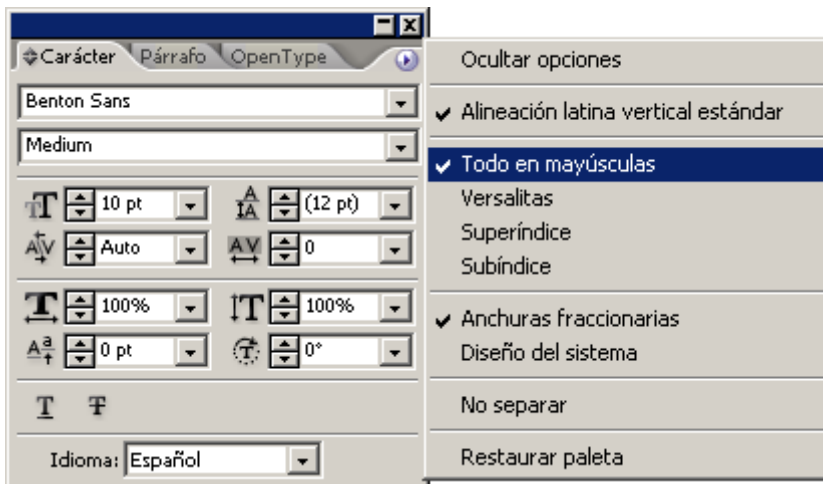 Carácter Párrafo OpenType
Benton Sans
Medium
10 pt (12 pt)
Auto 0
100% 100%
0 pt 0°
Idioma: Español
Ocultar opciones
Alineación latina vertical estándar
Todo en mayúsculas
Versalitas
Superíndice
Subíndice
Anchuras fraccionarias
Diseño del sistema
No separar
Restaurar paleta